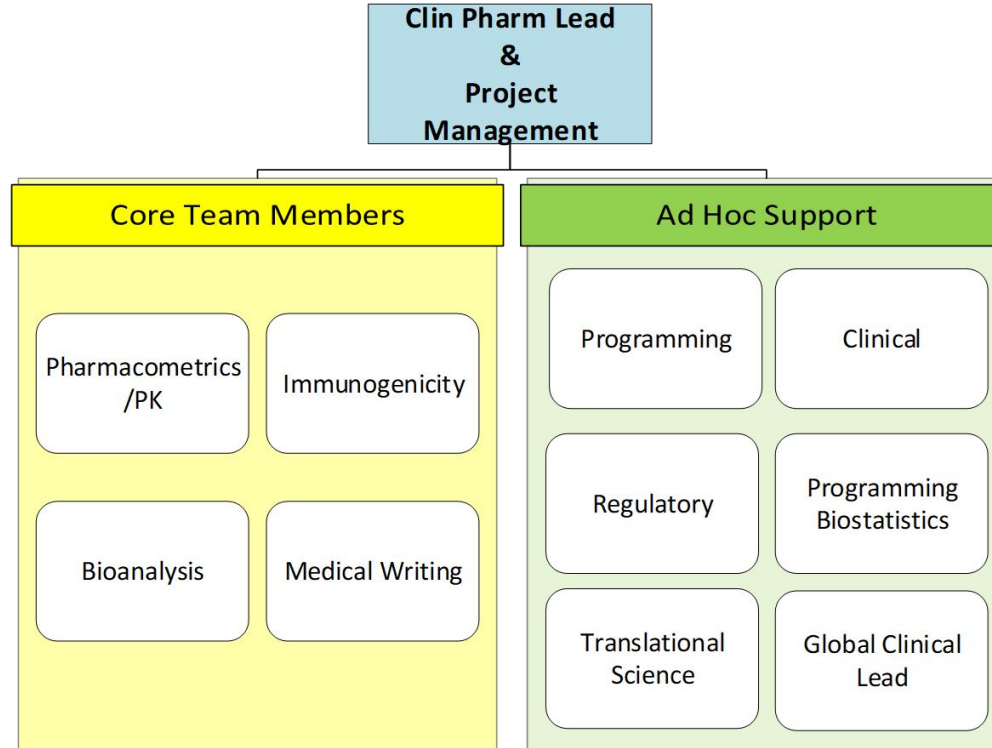 Clin Pharm Lead
&
Project
Management
Core Team Members
Ad Hoc Support
Pharmacometrics
/PK
Immunogenicity
Bioanalysis
Medical Writing
Programming
Clinical
Regulatory
Programming
Biostatistics
Translational
Science
Global Clinical
Lead